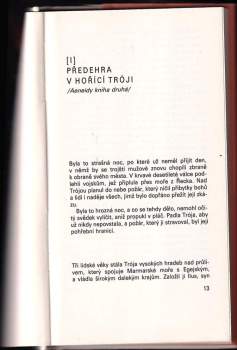 [I]
PŘEDEHRA
V HOŘÍCÍ TRÓJI
/Aeneidy kniha druhá/
Byla to strašná noc, po které už neměl přijít den,
v němž by se trojští mužové znovu chopili zbraně
k obraně svého města. V krvavé desetileté válce pod-
lehli vojskům, jež připlula přes moře z Řecka. Nad
Trójou planul do nebe požár, který ničil příbytky bohů
a lidí i naděje všech, jimž bylo dopřáno přežít její zká-
zu.
Byla to hrozná noc, a co se tehdy dělo, nemohl oči-
tý svědek vylíčit, aniž propukl v pláč. Padla Trója, aby
už nikdy nepovstala, a požár, který ji stravoval, byl její
pohřební hranicí.
Tři lidské věky stála Trója vysokých hradeb nad prů-
livem, který spojuje Marmarské moře s Egejským,
a vládla širokým dalekým krajům. Založil ji Ilus, syn
13